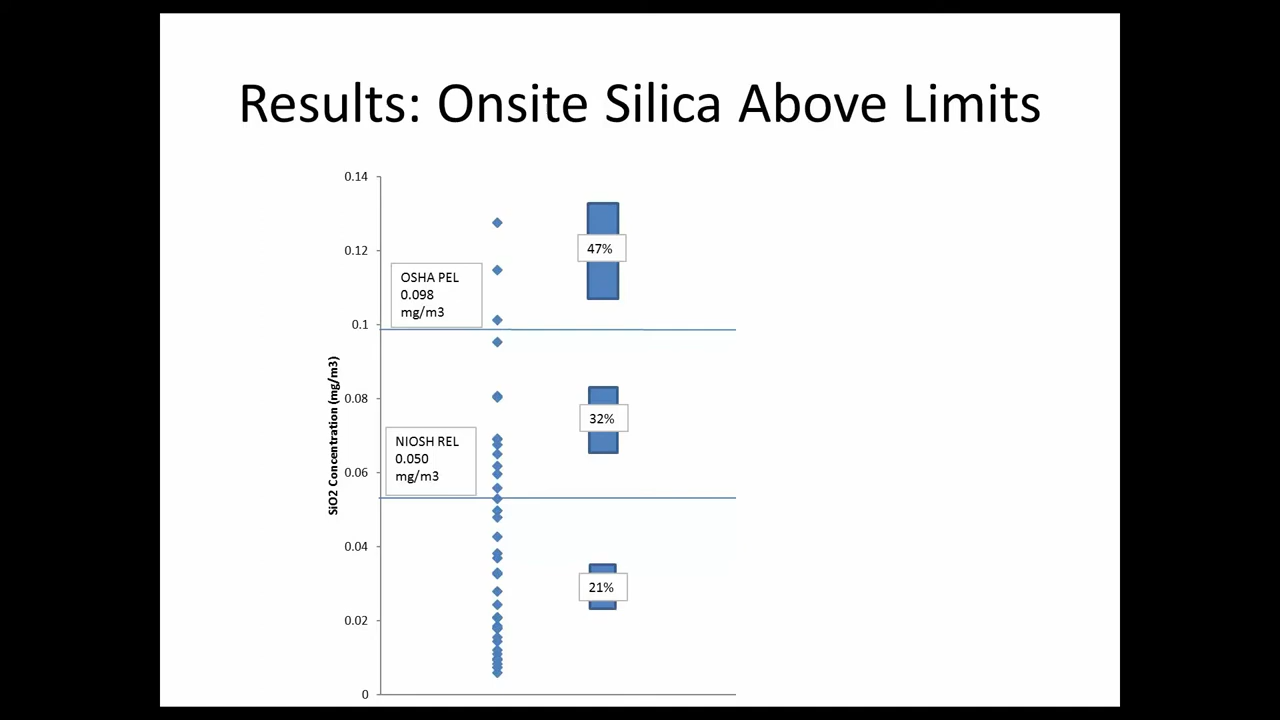 Results: Onsite Silica Above Limits
0.14
0.12
0.1
0.08
0.06
0.04
0.02
0
SiO2 Concentration (mg/m3)
OSHA PEL
0.098
mg/m3
NIOSH REL
0.050
mg/m3
47%
32%
21%